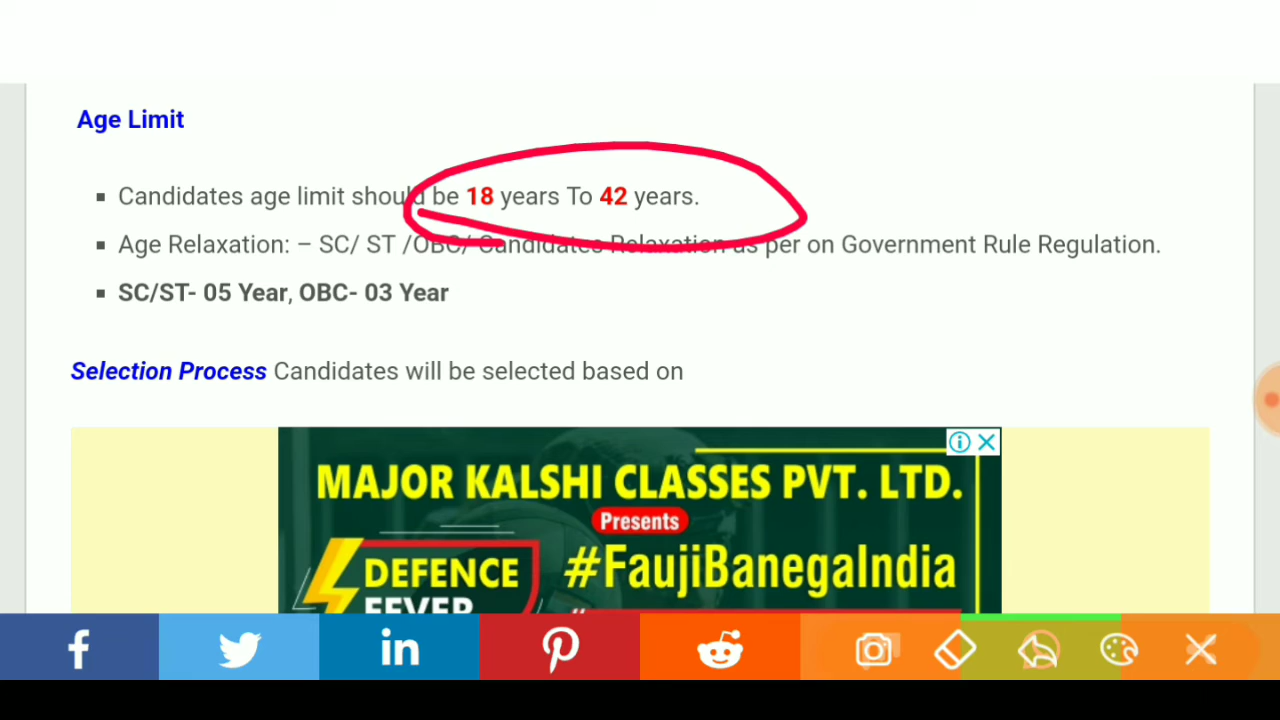 Age Limit
Candidates age limit should be 18 years To 42 years.
Age Relaxation: – SC/ ST /OBC/ Candidates Relaxation as per on Government Rule Regulation.
SC/ST- 05 Year, OBC- 03 Year
Selection Process Candidates will be selected based on
MAJOR KALSHI CLASSES PVT. LTD.
Presents
DEFENCE
FEVER
#FaujiBanegaIndia
#